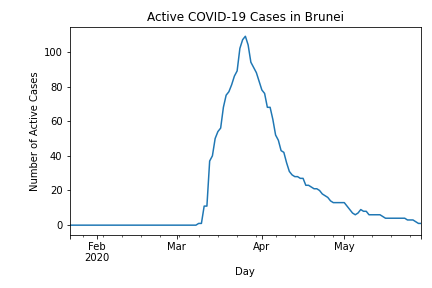 Active COVID-19 Cases in Brunei
Number of Active Cases
100
80
60
40
20
0
Feb
2020
Mar
Apr
May
Day